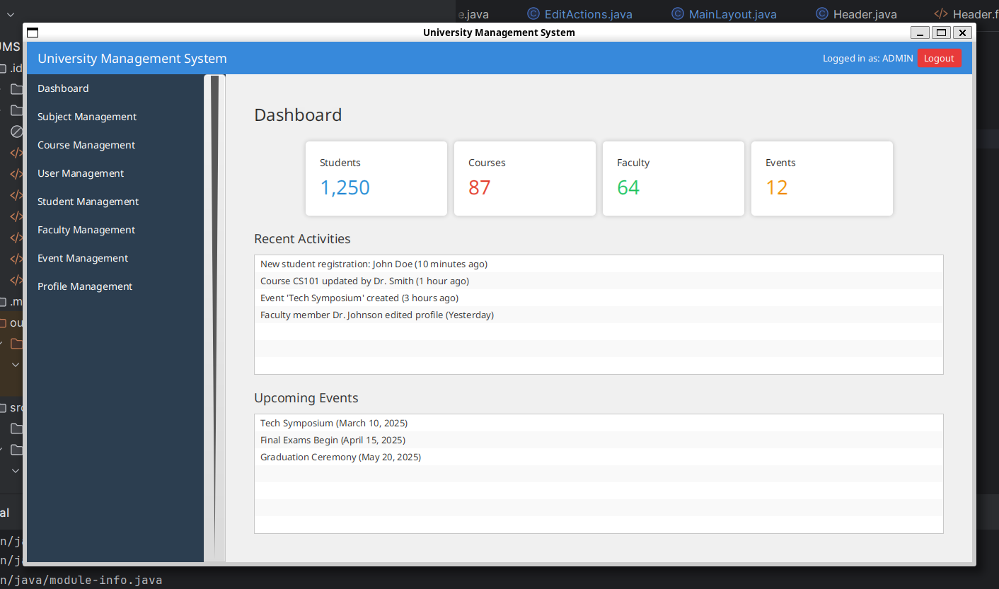 e.java EditActions.java MainLayout.java Header.java Header.f
University Management System
UMS
University Management System Logged in as: ADMIN Logout
.id
Dashboard
Subject Management
Course Management
User Management
Student Management
Faculty Management
Event Management
Profile Management
.m
ou
src
al
n/ja
n/ja
n/java/module-info.java
Dashboard
Students
1,250
Courses
87
Faculty
64
Events
12
Recent Activities
New student registration: John Doe (10 minutes ago)
Course CS101 updated by Dr. Smith (1 hour ago)
Event 'Tech Symposium' created (3 hours ago)
Faculty member Dr. Johnson edited profile (Yesterday)
Upcoming Events
Tech Symposium (March 10, 2025)
Final Exams Begin (April 15, 2025)
Graduation Ceremony (May 20, 2025)